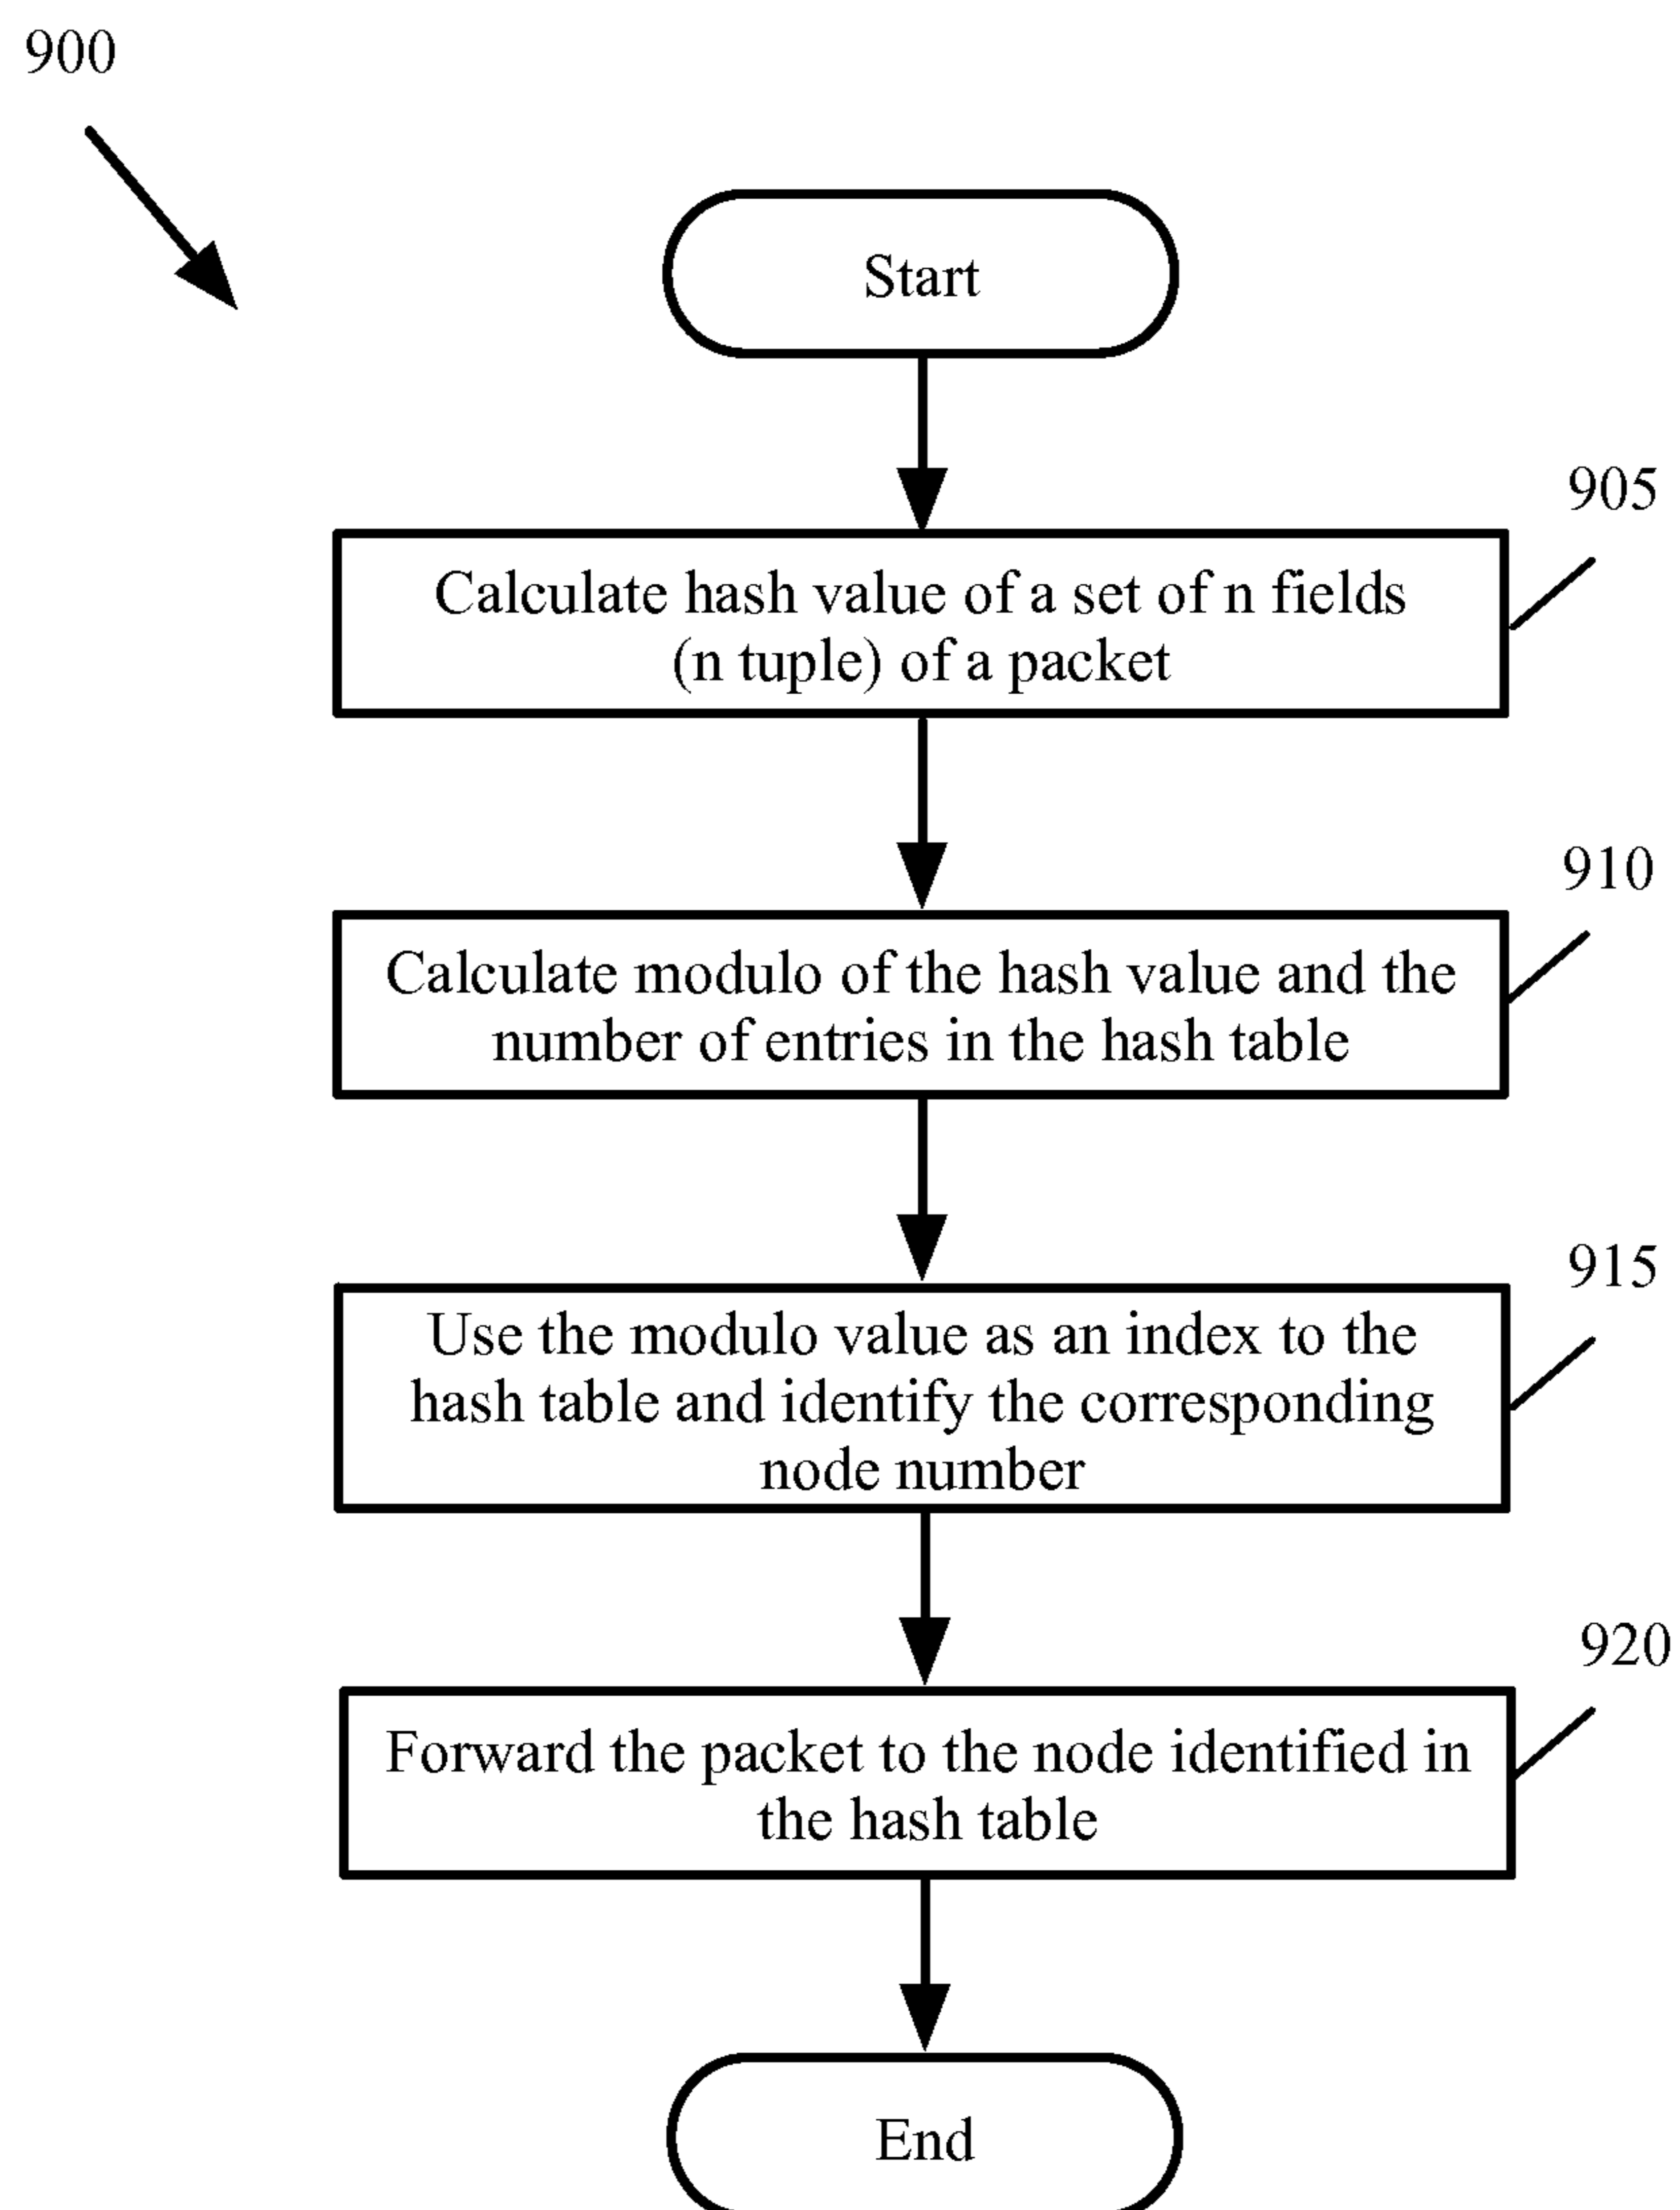 900
Start
905
Calculate hash value of a set of n fields
(n tuple) of a packet
910
Calculate modulo of the hash value and the
number of entries in the hash table
915
Use the modulo value as an index to the
hash table and identify the corresponding
node number
920
Forward the packet to the node identified in
the hash table
End